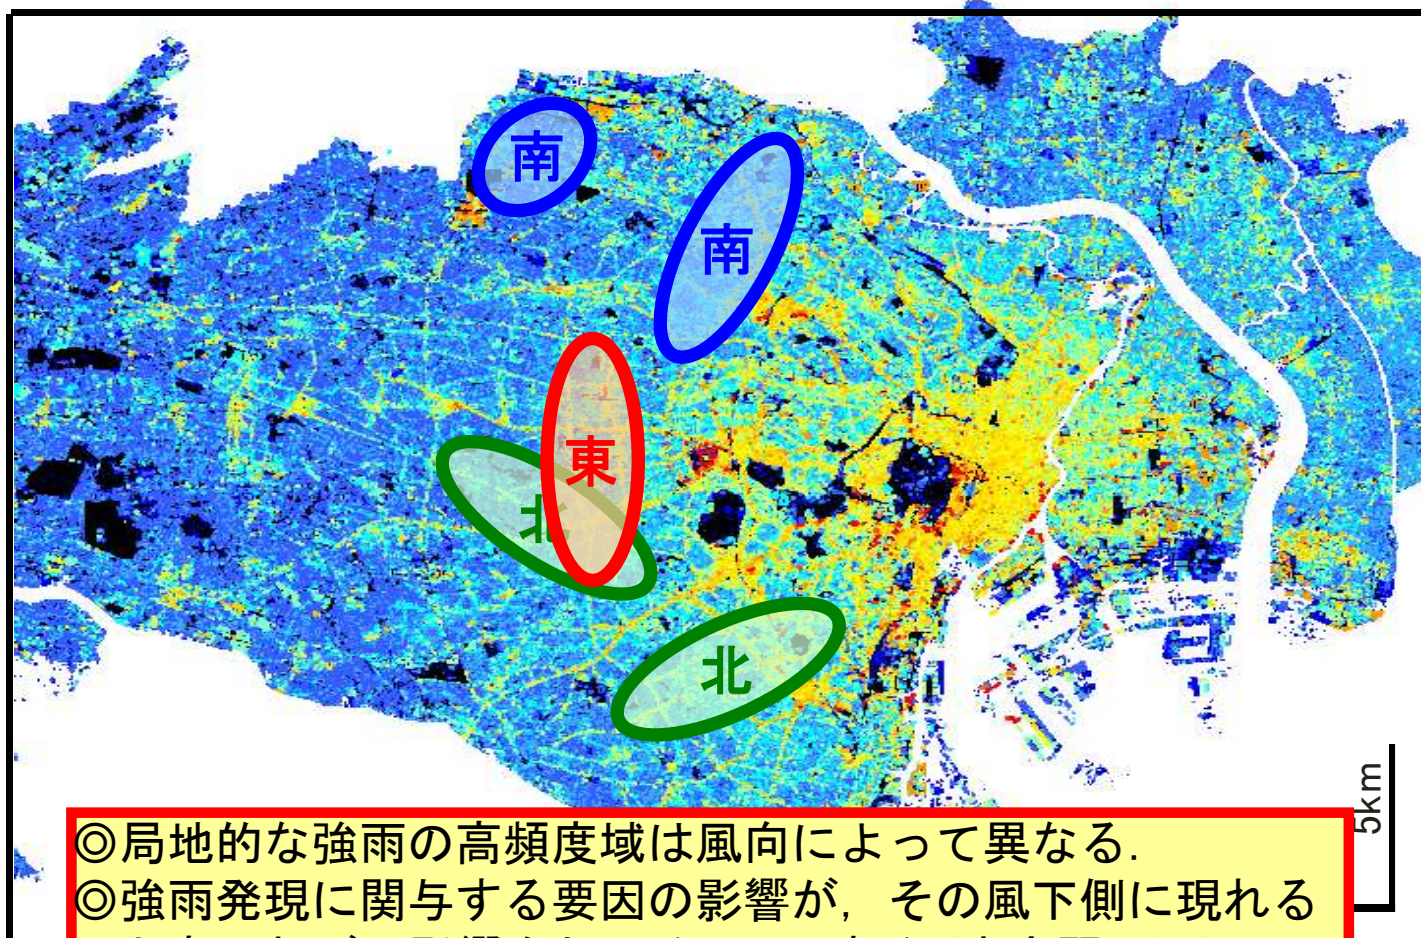 南
南
東
北
北
5km
◎局地的な強雨の高頻度域は風向によって異なる.
◎強雨発現に関与する要因の影響が，その風下側に現れる